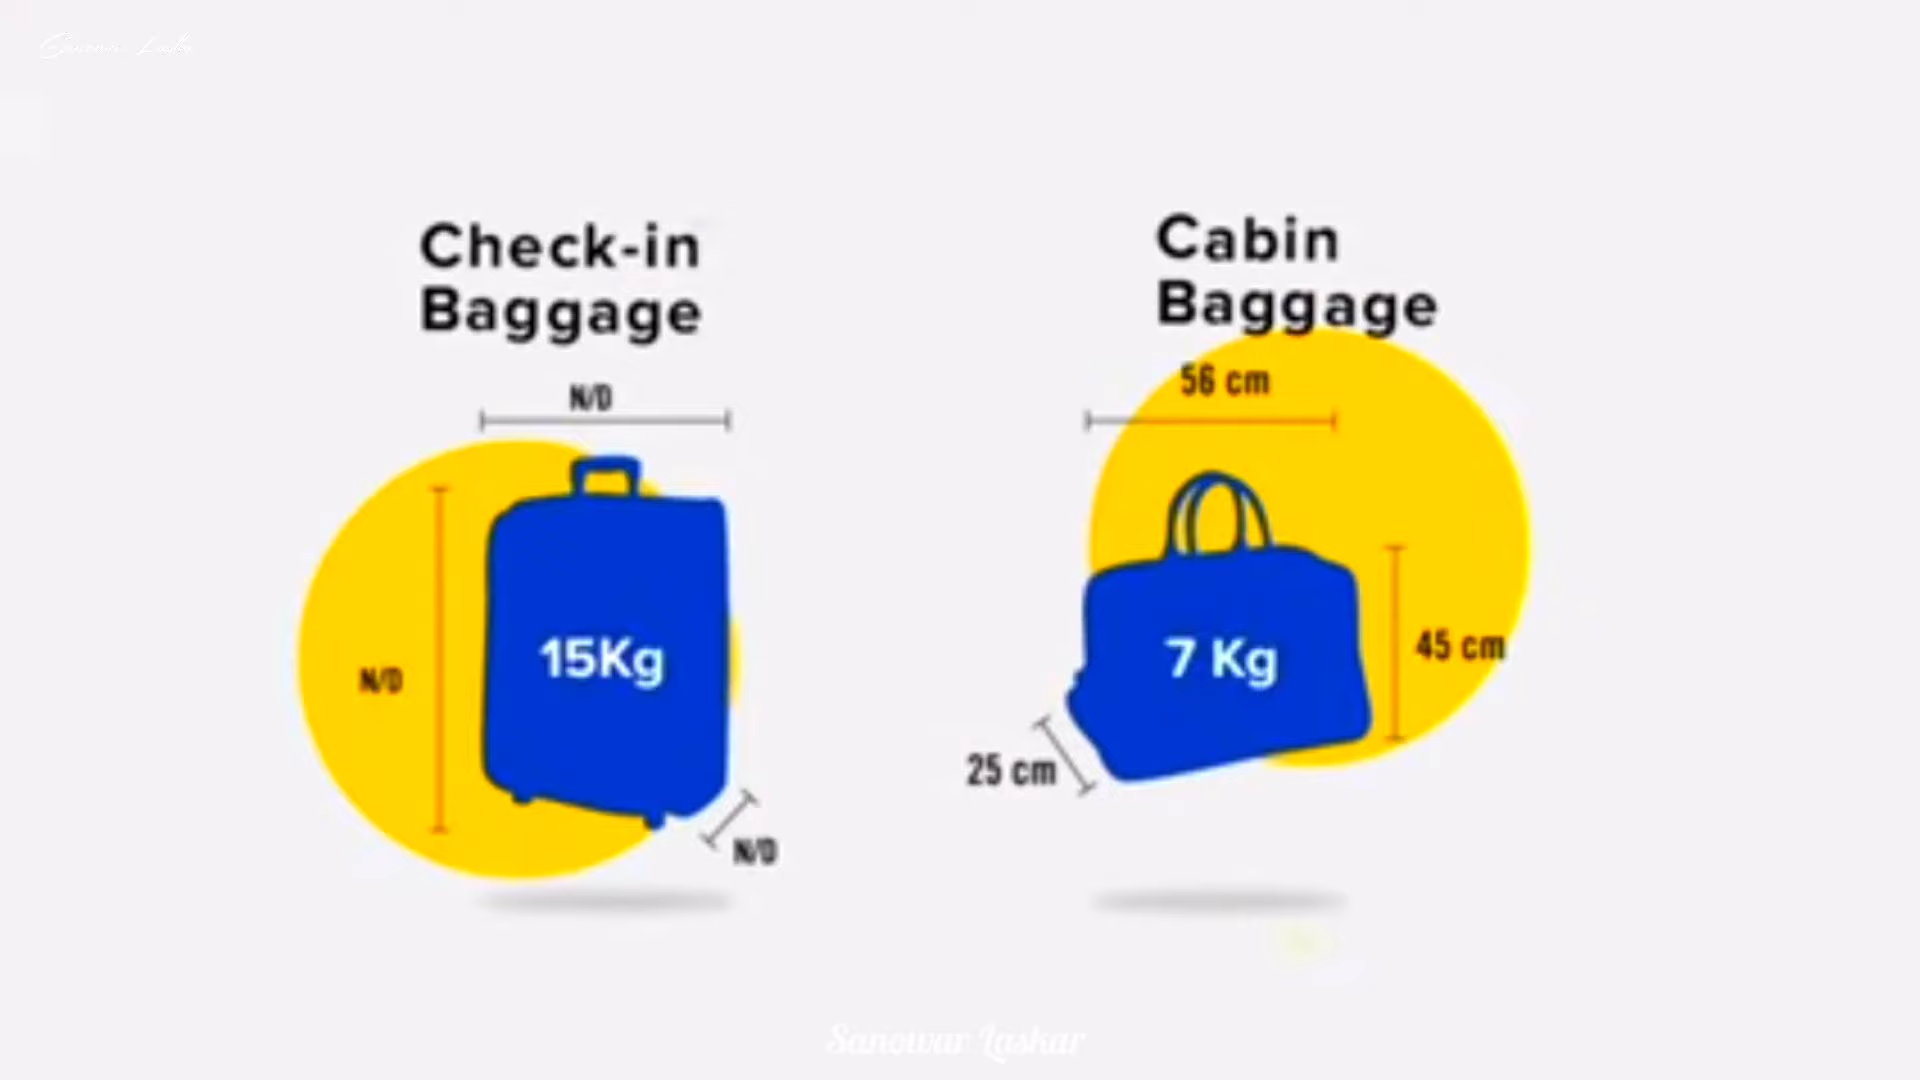 Check-in
Baggage
N/D
15Kg
N/D
N/D
Cabin
Baggage
56 cm
7 Kg
45 cm
25 cm
Sanowar Laskar